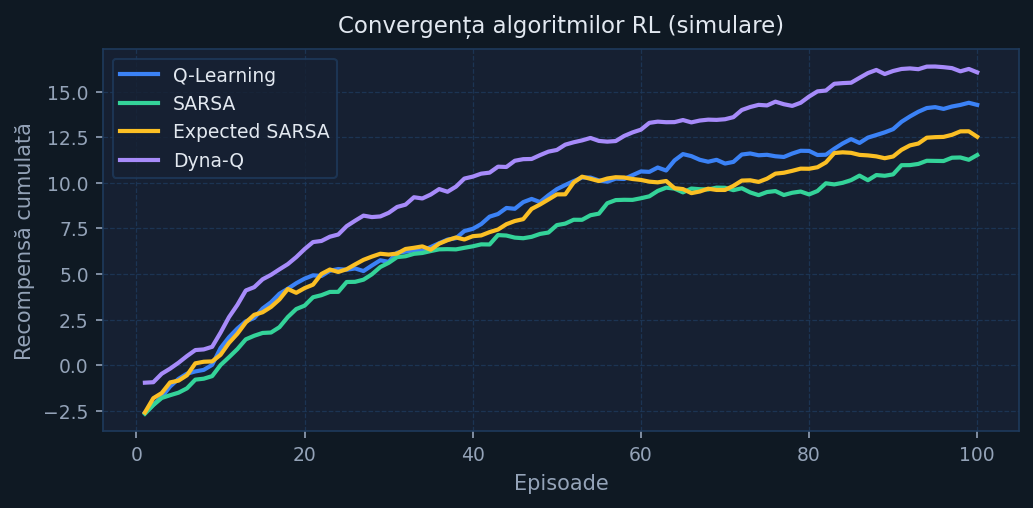 Convergența algoritmilor RL (simulare)
Q-Learning
SARSA
Expected SARSA
Dyna-Q
Recompensă cumulată
15.0
12.5
10.0
7.5
5.0
2.5
0.0
−2.5
0 20 40 60 80 100
Episoade